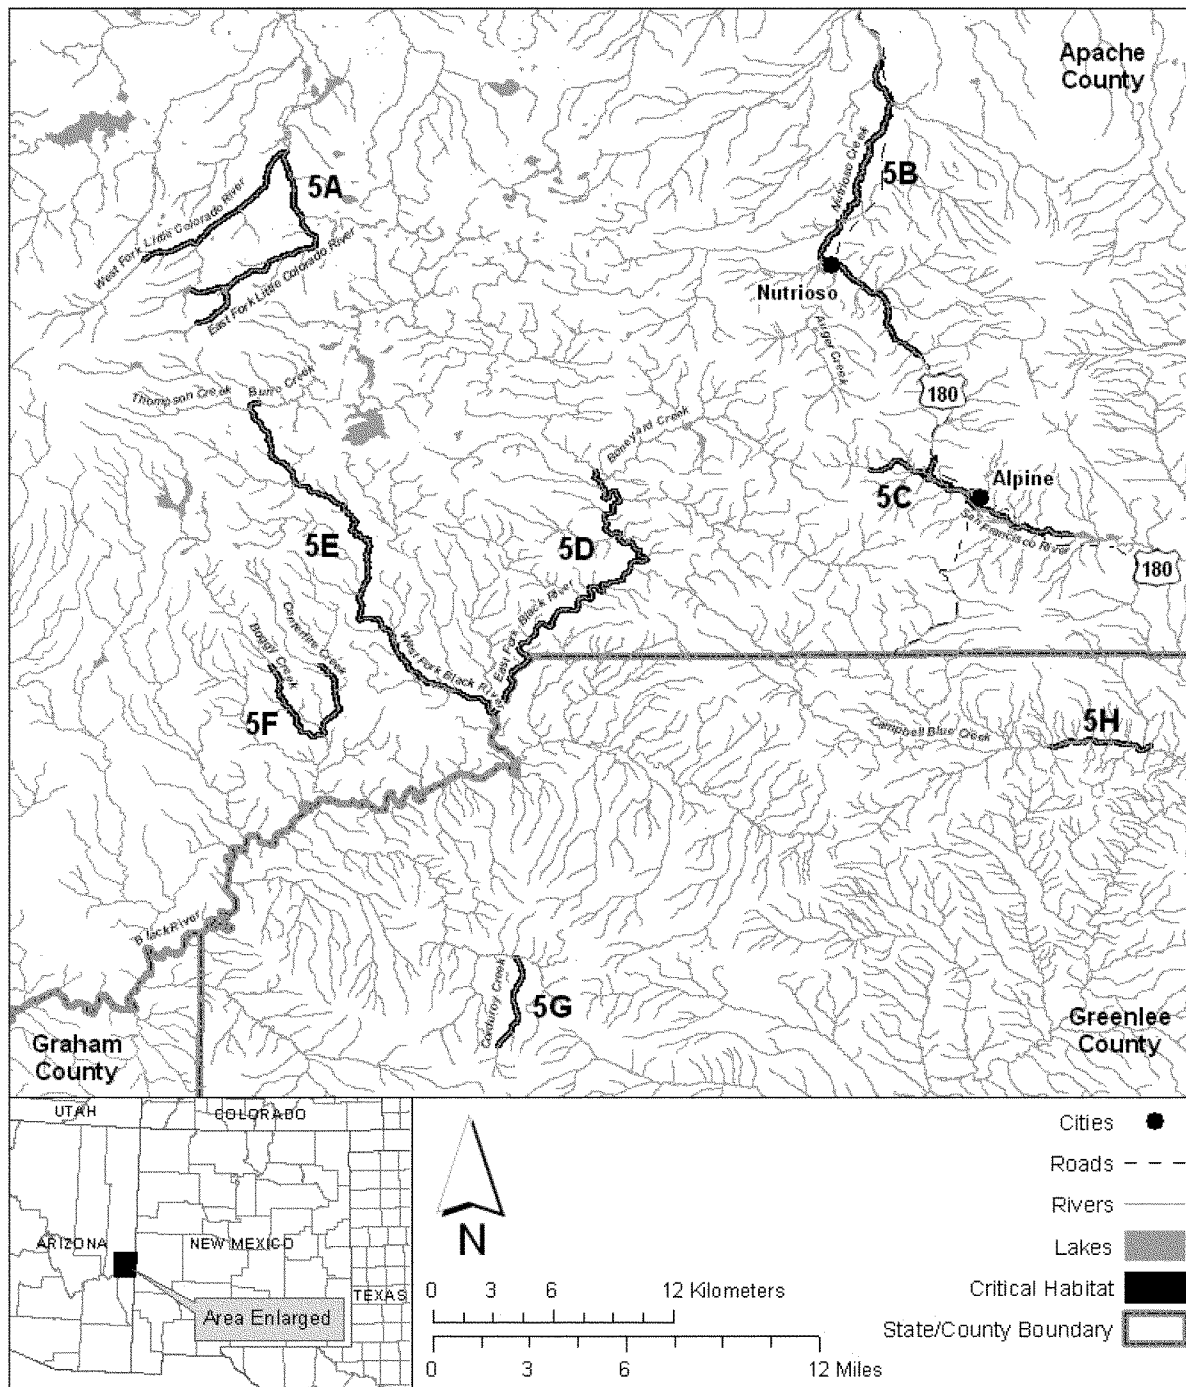 Apache
County
5A
5B
Nutrioso Creek
West Fork Little Colorado River
East Fork Little Colorado River
Nutrioso
Auger Creek
180
Thompson Creek
Burro Creek
Boneyard Creek
Alpine
5C
San Francisco River
180
5E
5D
East Fork Black River
Centerfire Creek
Boggy Creek
West Fork Black River
5F
Campbell Blue Creek
5H
Black River
Corduroy Creek
5G
Graham
County
Greenlee
County
UTAH
COLORADO
ARIZONA
NEW MEXICO
TEXAS
Area Enlarged
N
0 3 6 12 Kilometers
0 3 6 12 Miles
Cities
Roads
Rivers
Lakes
Critical Habitat
State/County Boundary